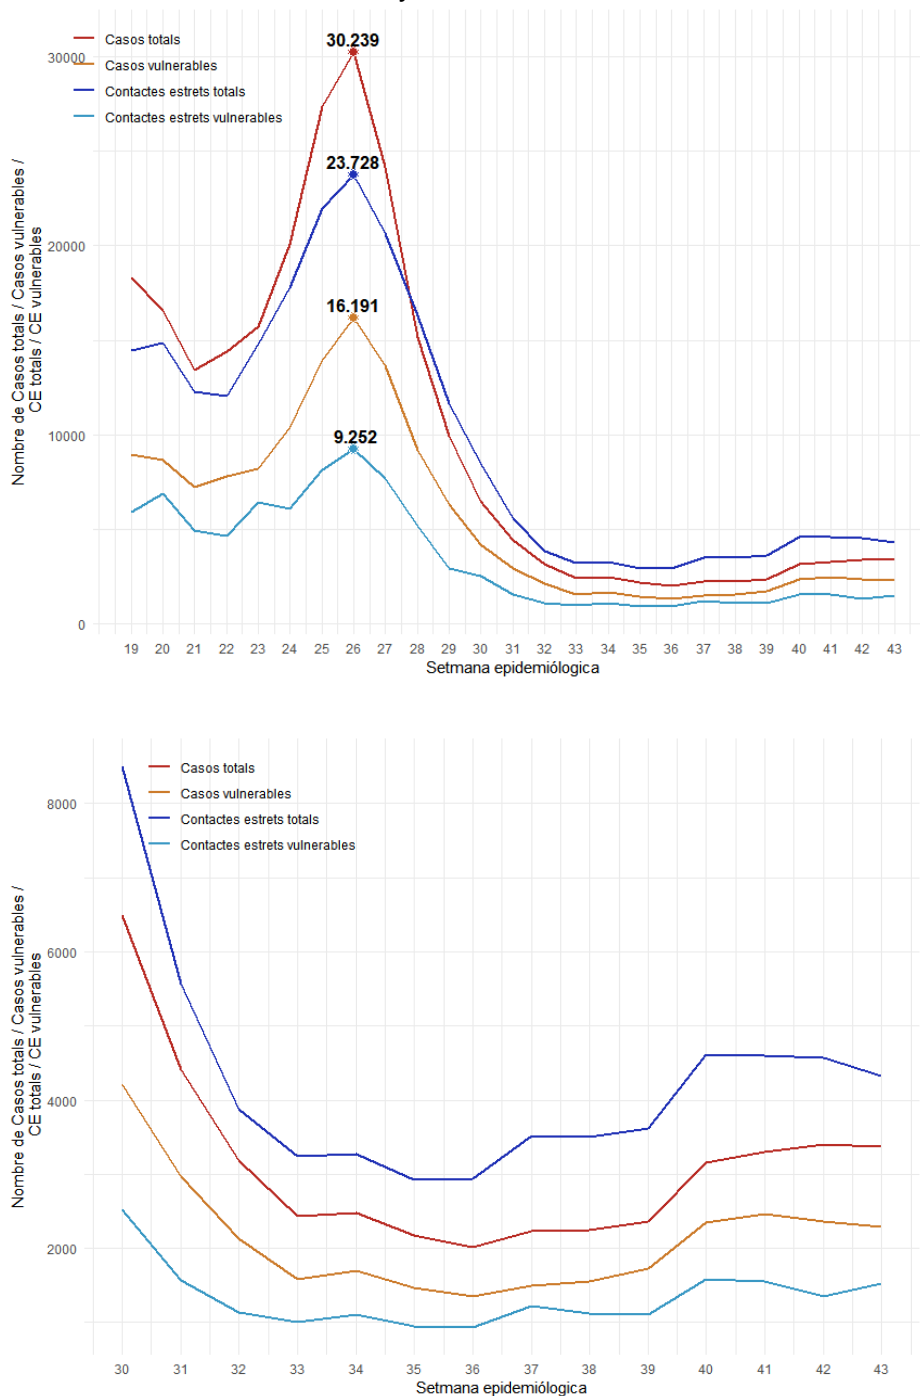 Casos totals
Casos vulnerables
Contactes estrets totals
Contactes estrets vulnerables
30.239
23.728
16.191
9.252
30000
20000
10000
0
Nombre de Casos totals / Casos vulnerables /
CE totals / CE vulnerables
19 20 21 22 23 24 25 26 27 28 29 30 31 32 33 34 35 36 37 38 39 40 41 42 43
Setmana epidemiólogica
Casos totals
Casos vulnerables
Contactes estrets totals
Contactes estrets vulnerables
8000
6000
4000
2000
Nombre de Casos totals / Casos vulnerables /
CE totals / CE vulnerables
30 31 32 33 34 35 36 37 38 39 40 41 42 43
Setmana epidemiólogica